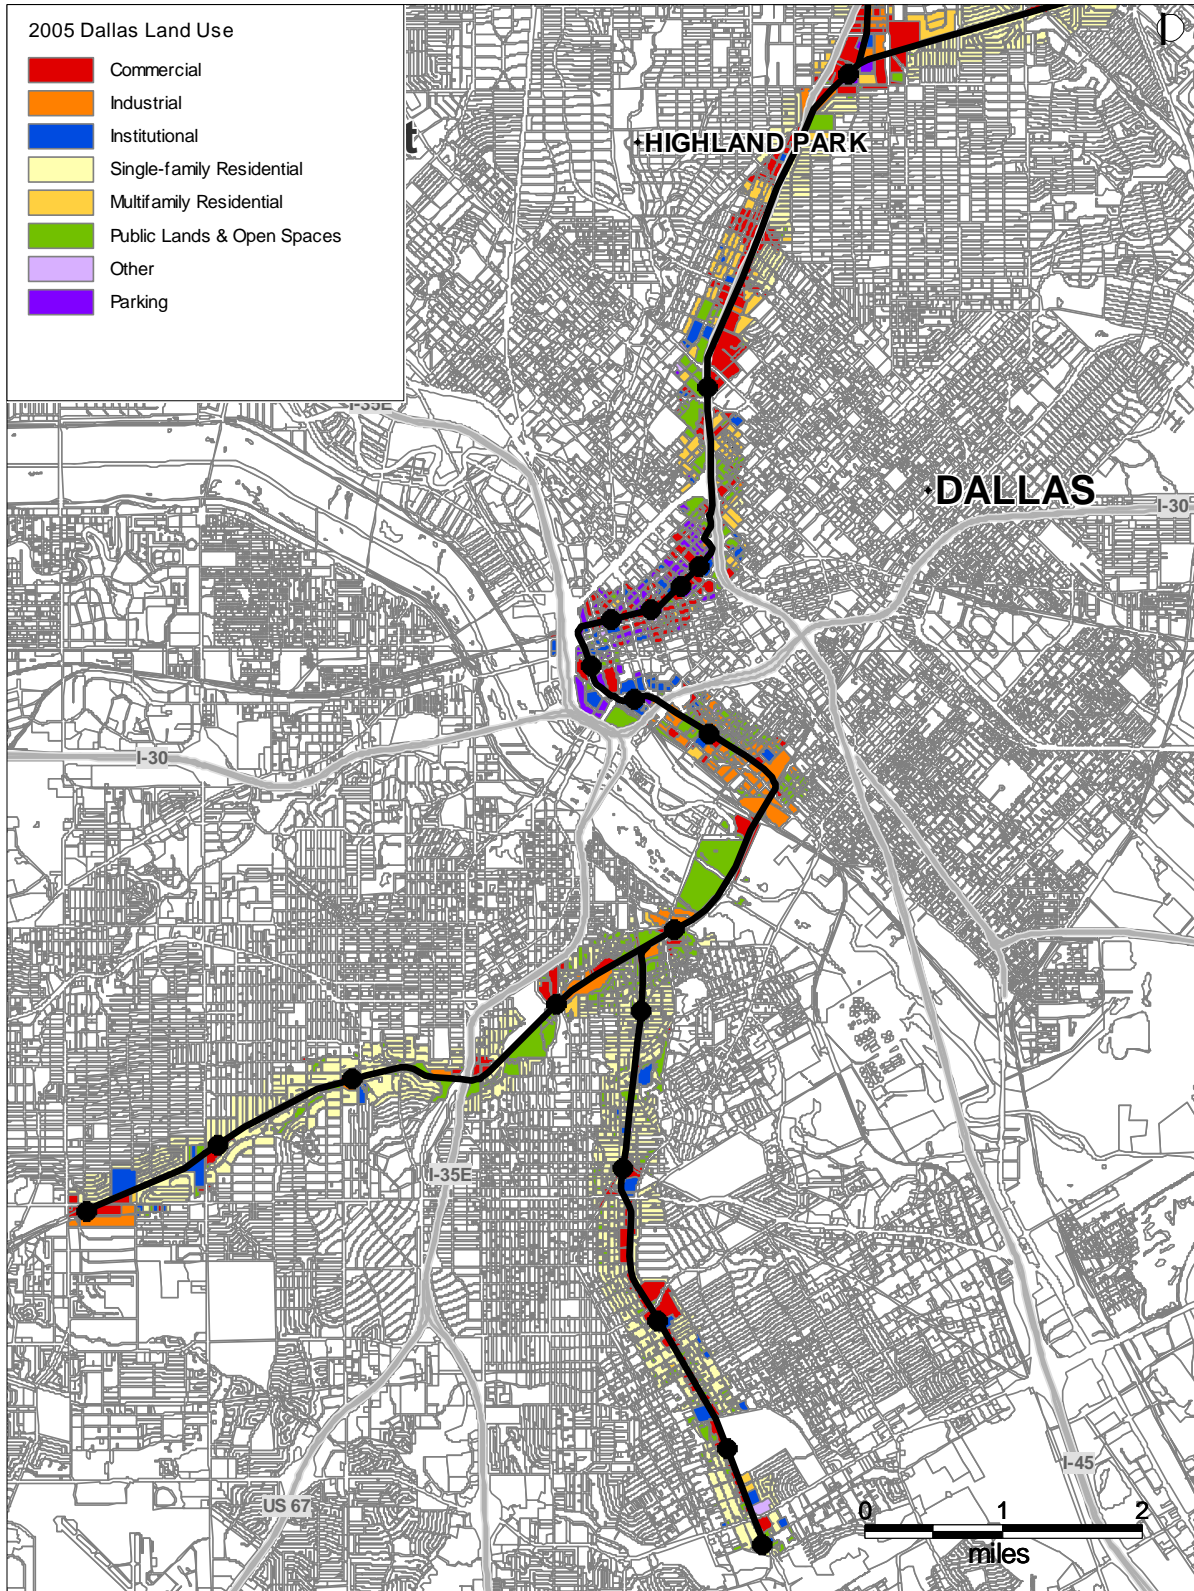 2005 Dallas Land Use
Commercial
Industrial
Institutional
Single-family Residential
Multifamily Residential
Public Lands & Open Spaces
Other
Parking
t
HIGHLAND PARK
I-35E
DALLAS
I-30
I-30
I-35E
I-45
US 67
0 1 2
miles